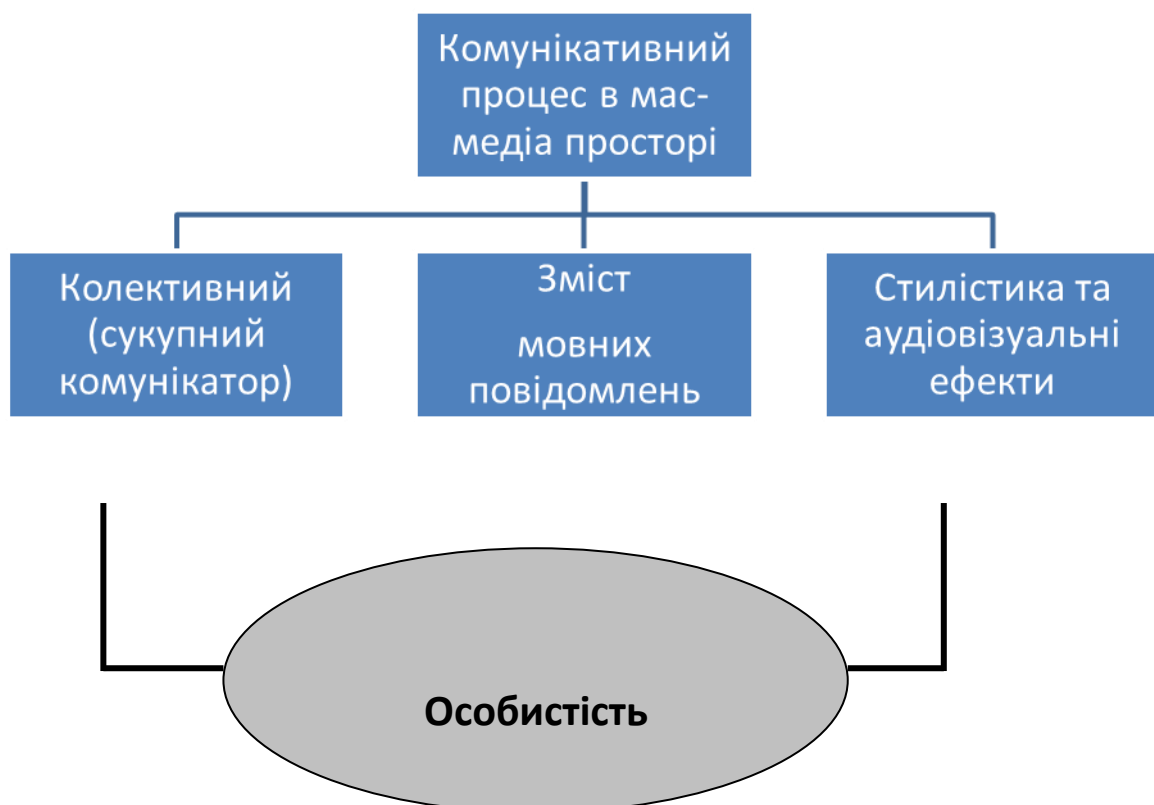 Комунікативний
процес в мас-
медіа просторі
Колективний
(сукупний
комунікатор)
Зміст
мовних
повідомлень
Стилістика та
аудіовізуальні
ефекти
Особистість